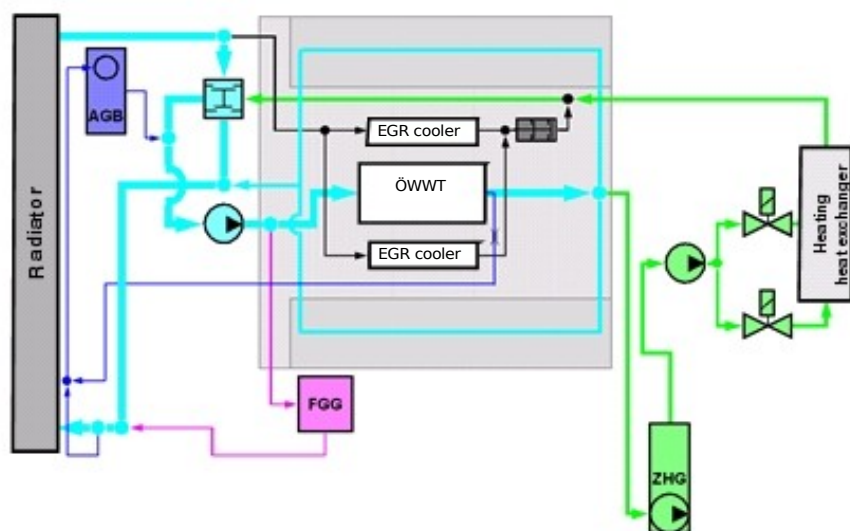 Radiator
AGB
EGR cooler
ÖWWT
EGR cooler
FGG
ZHG
Heating
heat exchanger